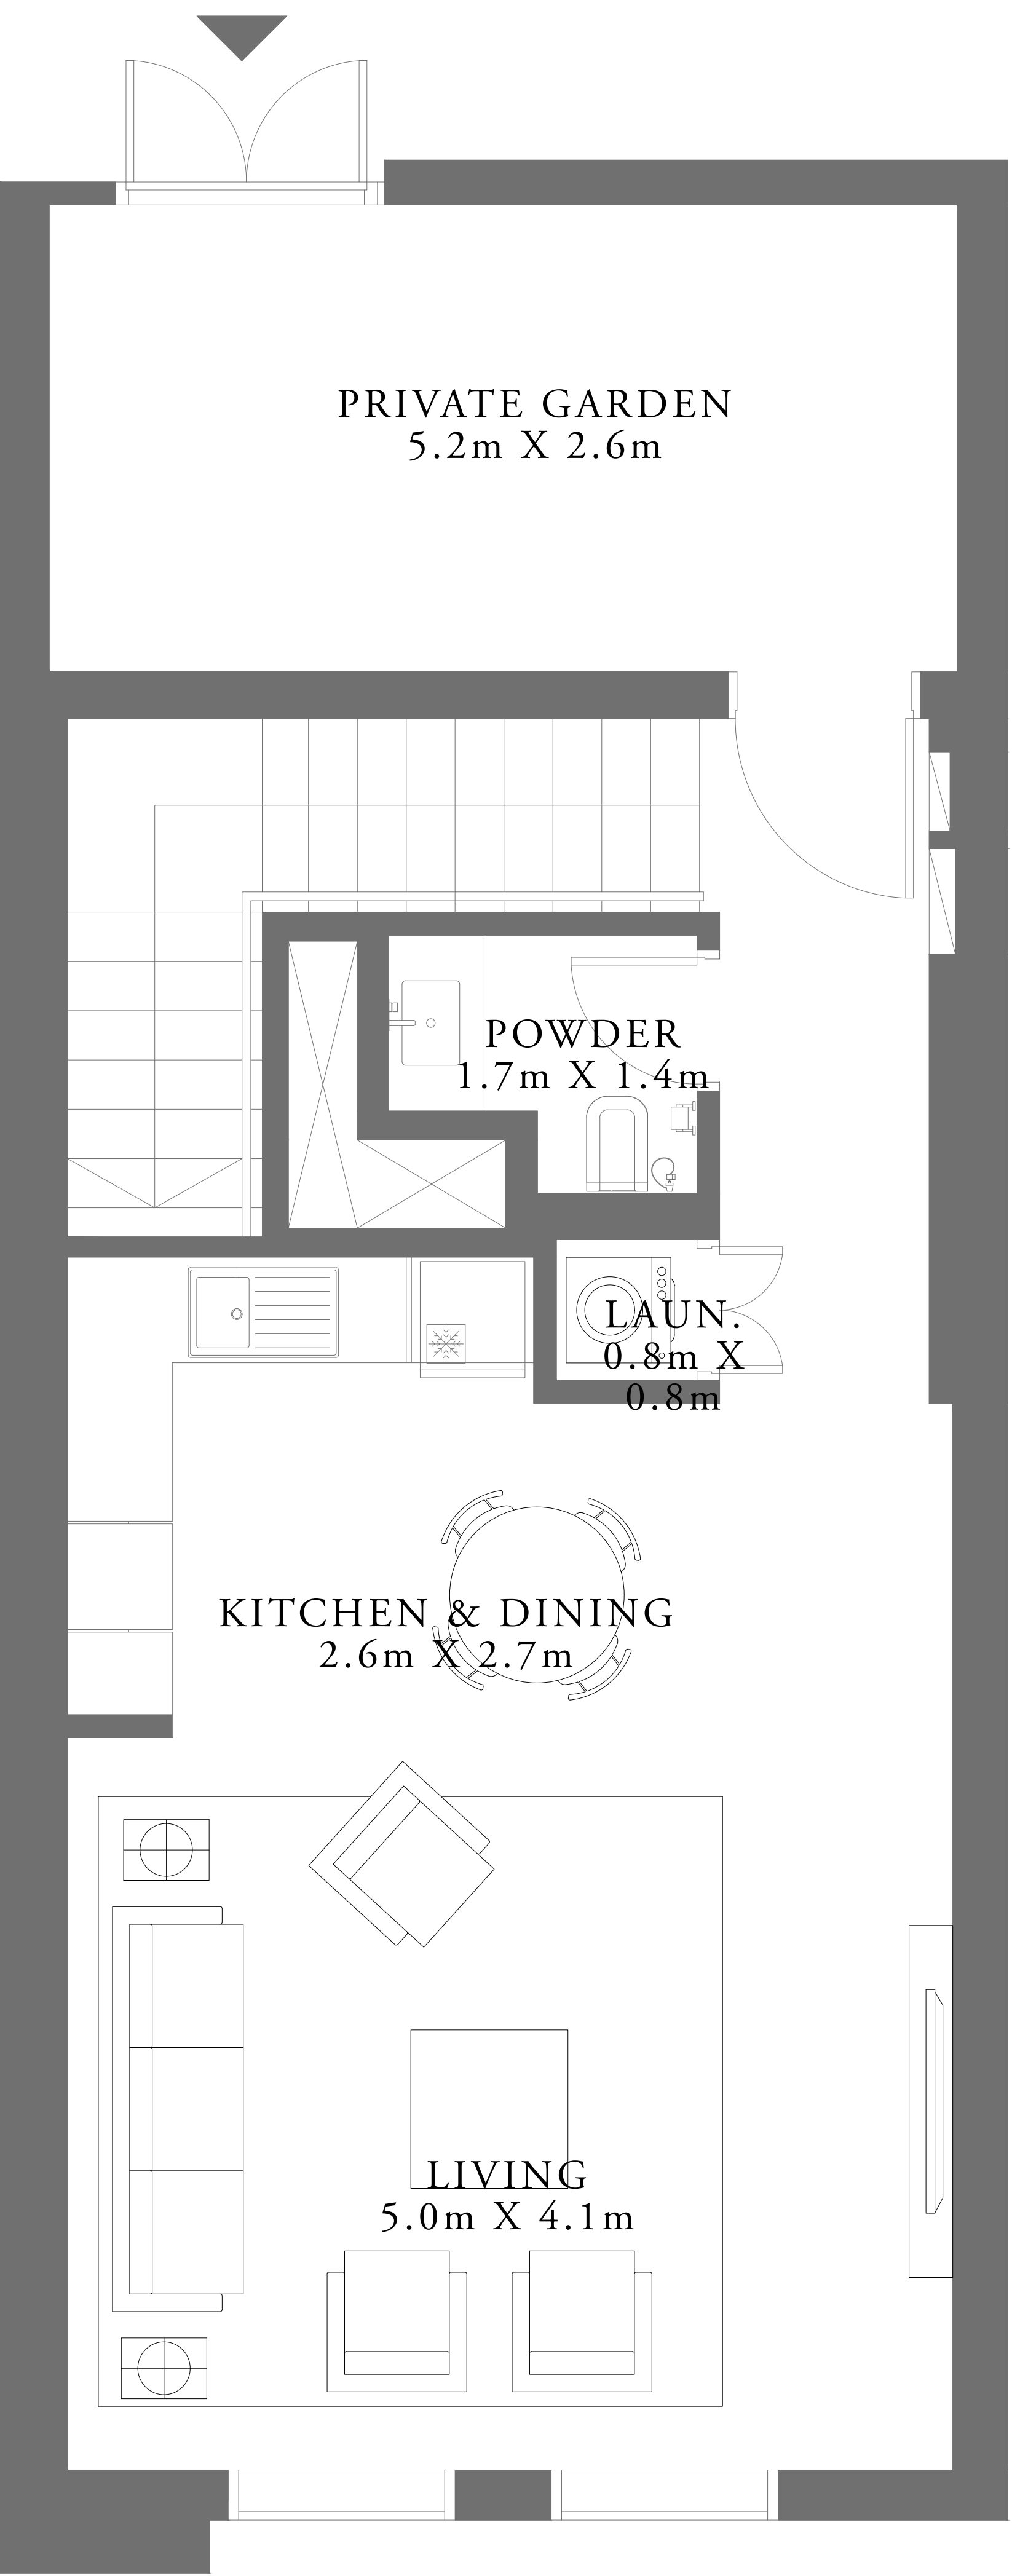 PRIVATE GARDEN
5.2m X 2.6m
POWDER
1.7m X 1.4m
LAUN.
0.8m X
0.8m
KITCHEN & DINING
2.6m X 2.7m
LIVING
5.0m X 4.1m